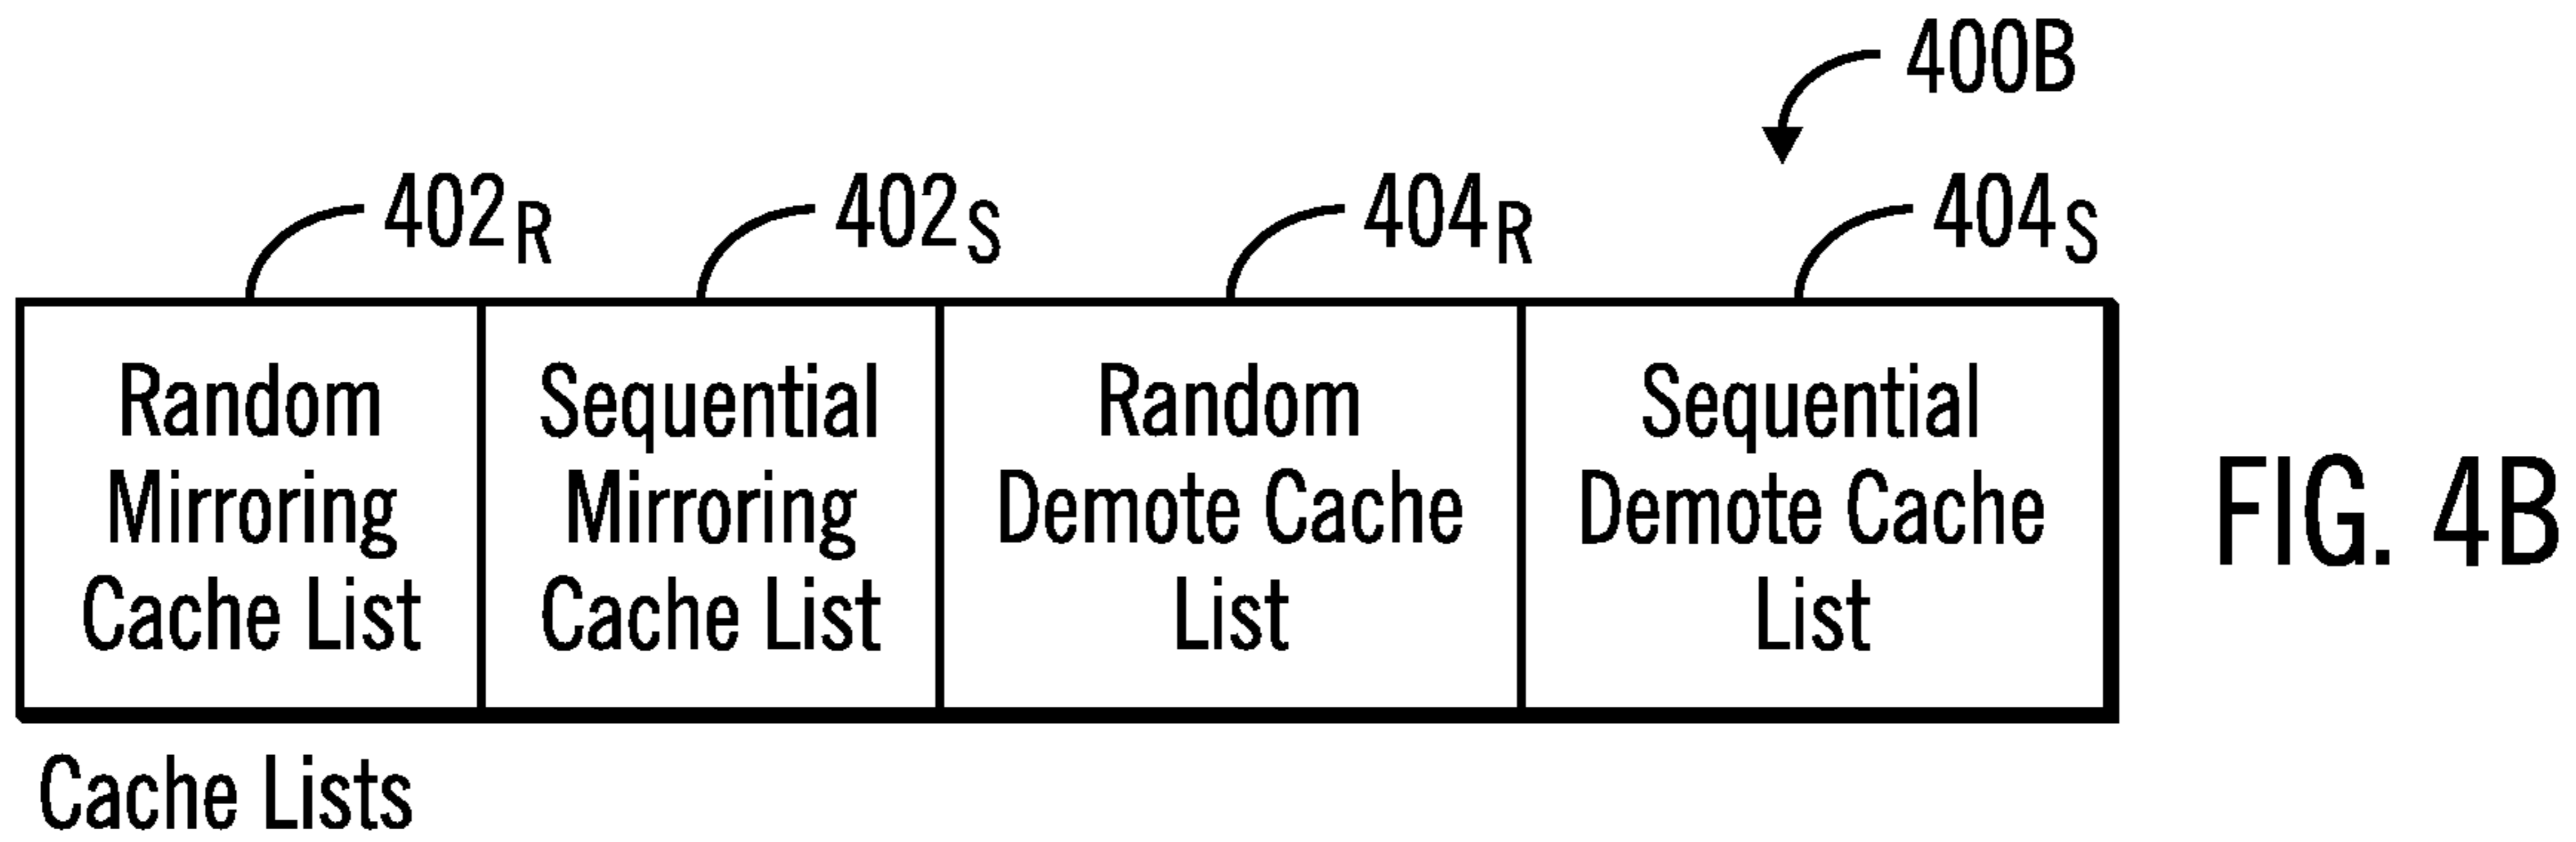 400B
402R 402S 404R 404S
Random Mirroring Cache List
Sequential Mirroring Cache List
Random Demote Cache List
Sequential Demote Cache List
FIG. 4B
Cache Lists